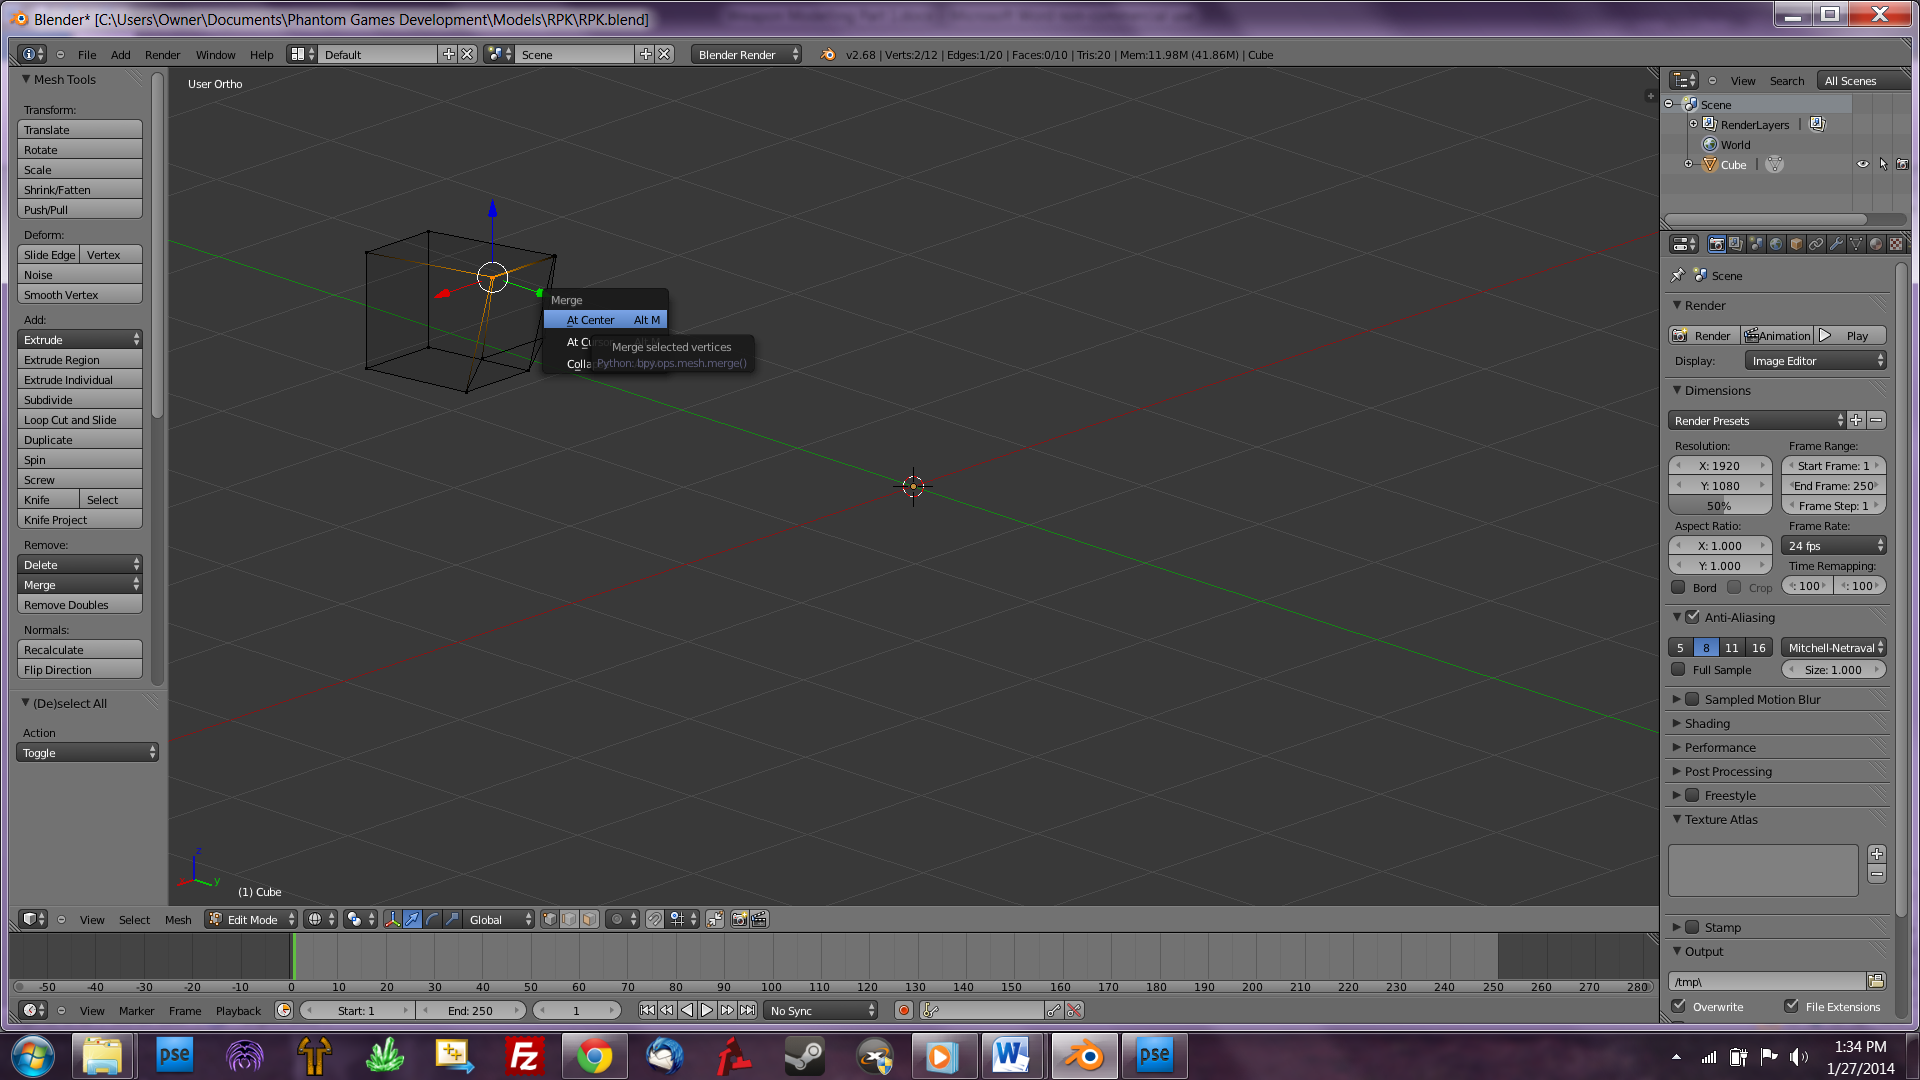 Blender* [C:\Users\Owner\Documents\Phantom Games Development\Models\RPK\RPK.blend]
File Add Render Window Help Default Scene Blender Render v2.68 | Verts:2/12 | Edges:1/20 | Faces:0/10 | Tris:20 | Mem:11.98M (41.86M) | Cube
Mesh Tools
Transform:
Translate
Rotate
Scale
Shrink/Fatten
Push/Pull
Deform:
Slide Edge Vertex
Noise
Smooth Vertex
Add:
Extrude
Extrude Region
Extrude Individual
Subdivide
Loop Cut and Slide
Duplicate
Spin
Screw
Knife Select
Knife Project
Remove:
Delete
Merge
Remove Doubles
Normals:
Recalculate
Flip Direction
(De)select All
Action
Toggle
User Ortho
Merge
At Center Alt M
At
Merge selected vertices
Python: bpy.ops.mesh.merge()
z
x y
(1) Cube
View Search All Scenes
Scene
RenderLayers |
World
Cube |
Scene
Render
Render Animation Play
Display: Image Editor
Dimensions
Render Presets
Resolution: Frame Range:
X: 1920 Start Frame: 1
Y: 1080 End Frame: 250
50% Frame Step: 1
Aspect Ratio: Frame Rate:
X: 1.000 24 fps
Y: 1.000 Time Remapping:
Bord Crop : 100 : 100
Anti-Aliasing
5 8 11 16 Mitchell-Netraval
Full Sample Size: 1.000
Sampled Motion Blur
Shading
Performance
Post Processing
Freestyle
Texture Atlas
Stamp
Output
/tmp\
Overwrite File Extensions
View Select Mesh Edit Mode Global
-50 -40 -30 -20 -10 0 10 20 30 40 50 60 70 80 90 100 110 120 130 140 150 160 170 180 190 200 210 220 230 240 250 260 270 280
View Marker Frame Playback Start: 1 End: 250 1 No Sync
pse Fz W pse
1:34 PM
1/27/2014